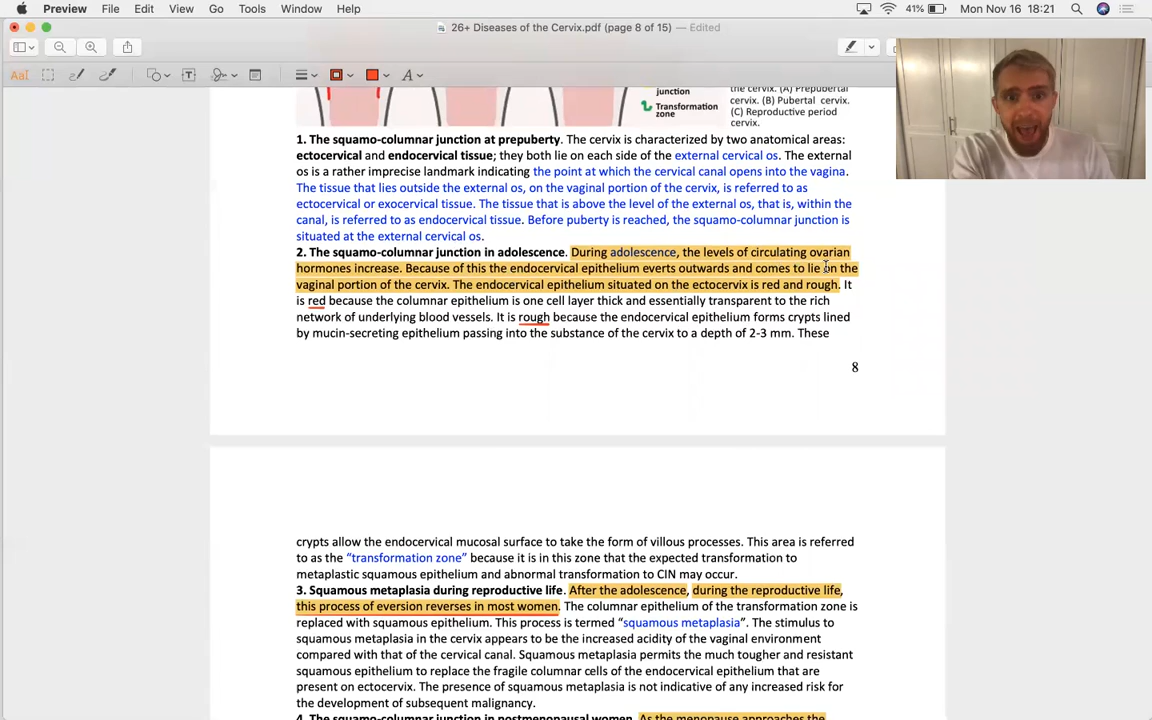 Preview File Edit View Go Tools Window Help 41% Mon Nov 16 18:21
26+ Diseases of the Cervix.pdf (page 8 of 15) — Edited
AaI T A
junction
Transformation
zone
the cervix. (A) Prepubertal
cervix. (B) Pubertal cervix.
(C) Reproductive period
cervix.
1. The squamo-columnar junction at prepuberty. The cervix is characterized by two anatomical areas:
ectocervical and endocervical tissue; they both lie on each side of the external cervical os. The external
os is a rather imprecise landmark indicating the point at which the cervical canal opens into the vagina.
The tissue that lies outside the external os, on the vaginal portion of the cervix, is referred to as
ectocervical or exocervical tissue. The tissue that is above the level of the external os, that is, within the
canal, is referred to as endocervical tissue. Before puberty is reached, the squamo-columnar junction is
situated at the external cervical os.
2. The squamo-columnar junction in adolescence. During adolescence, the levels of circulating ovarian
hormones increase. Because of this the endocervical epithelium everts outwards and comes to lie on the
vaginal portion of the cervix. The endocervical epithelium situated on the ectocervix is red and rough. It
is red because the columnar epithelium is one cell layer thick and essentially transparent to the rich
network of underlying blood vessels. It is rough because the endocervical epithelium forms crypts lined
by mucin-secreting epithelium passing into the substance of the cervix to a depth of 2-3 mm. These
8
crypts allow the endocervical mucosal surface to take the form of villous processes. This area is referred
to as the “transformation zone” because it is in this zone that the expected transformation to
metaplastic squamous epithelium and abnormal transformation to CIN may occur.
3. Squamous metaplasia during reproductive life. After the adolescence, during the reproductive life,
this process of eversion reverses in most women. The columnar epithelium of the transformation zone is
replaced with squamous epithelium. This process is termed “squamous metaplasia”. The stimulus to
squamous metaplasia in the cervix appears to be the increased acidity of the vaginal environment
compared with that of the cervical canal. Squamous metaplasia permits the much tougher and resistant
squamous epithelium to replace the fragile columnar cells of the endocervical epithelium that are
present on ectocervix. The presence of squamous metaplasia is not indicative of any increased risk for
the development of subsequent malignancy.
4. The squamo-columnar junction in postmenopausal women. As the menopause approaches the